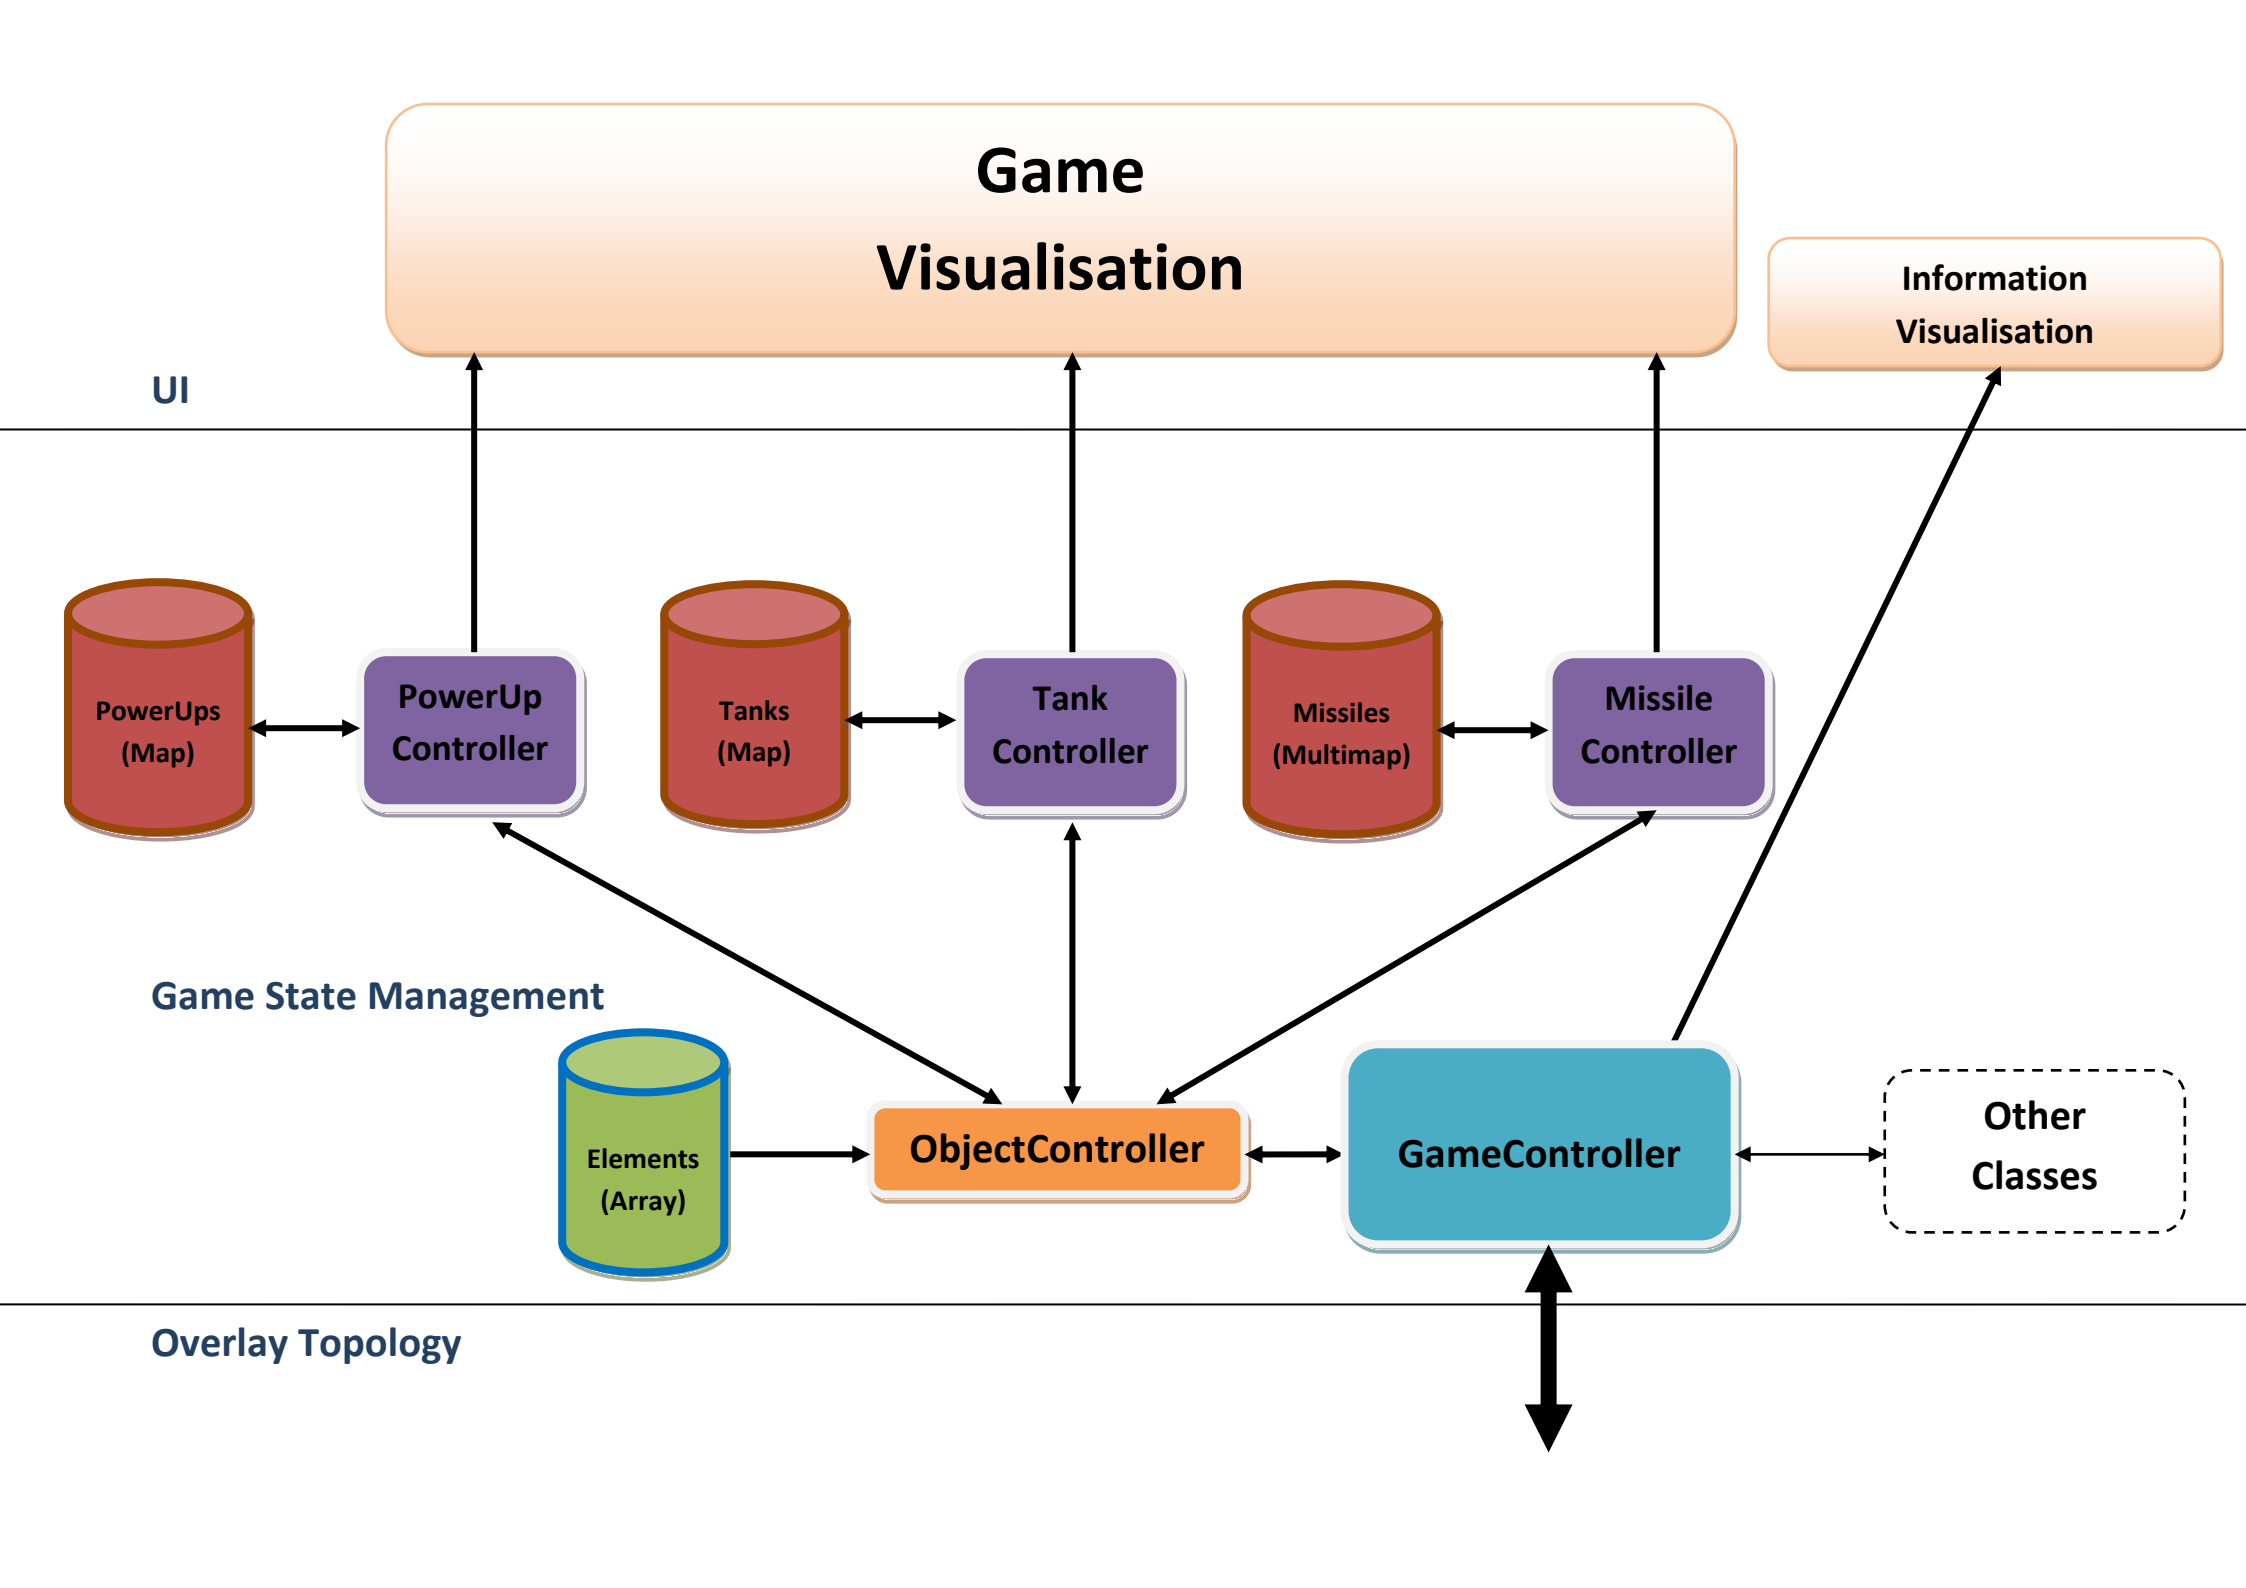 Game
Visualisation
Information
Visualisation
UI
PowerUps
(Map)
PowerUp
Controller
Tanks
(Map)
Tank
Controller
Missiles
(Multimap)
Missile
Controller
Game State Management
Elements
(Array)
ObjectController
GameController
Other
Classes
Overlay Topology